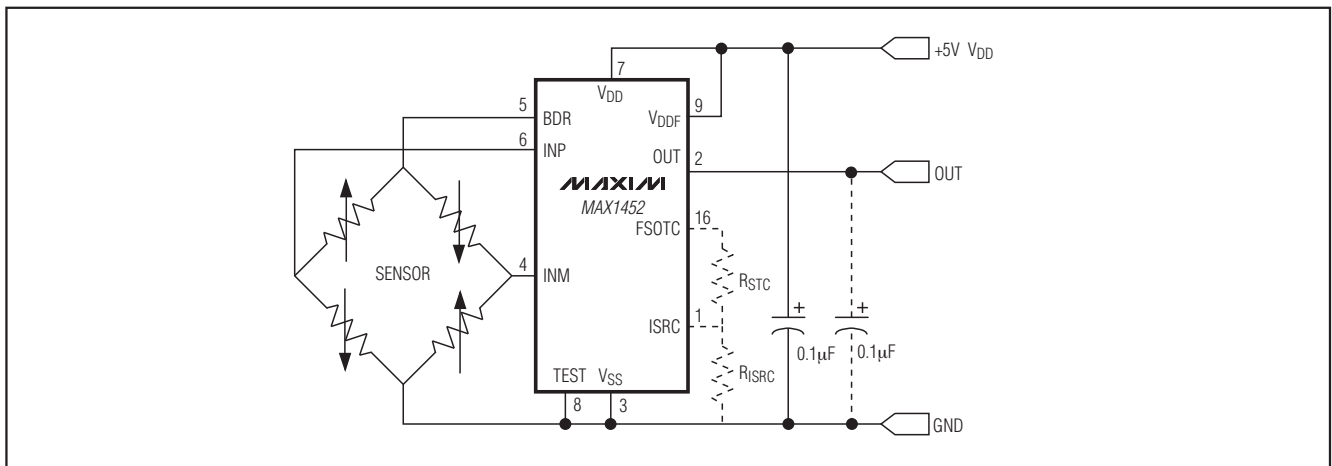 +5V VDD
7
VDD
5
BDR
9
VDDF
6
INP
OUT
2
OUT
MAXIM
MAX1452
16
FSOTC
4
INM
SENSOR
RSTC
1
ISRC
+
+
0.1µF
0.1µF
RISRC
TEST VSS
8
3
GND